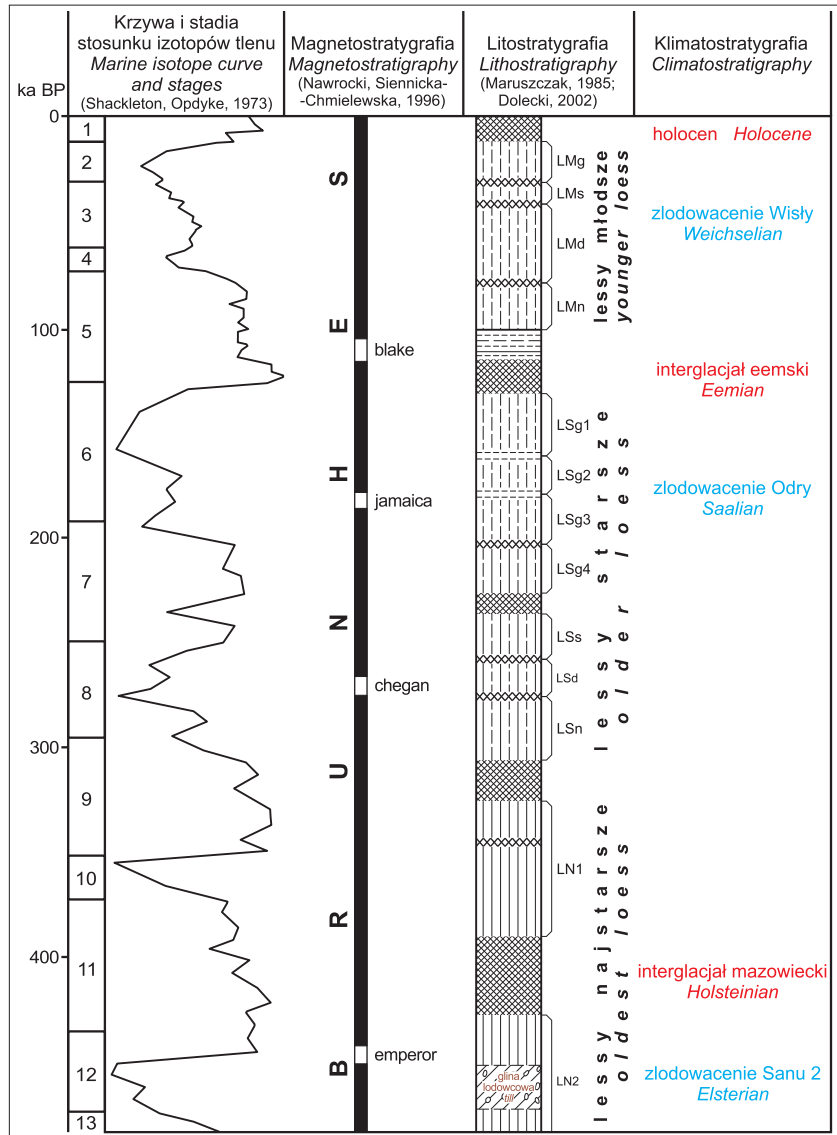 ka BP
Krzywa i stadia
stosunku izotopów tlenu
Marine isotope curve
and stages
(Shackleton, Opdyke, 1973)
Magnetostratygrafia
Magnetostratigraphy
(Nawrocki, Siennicka-
-Chmielewska, 1996)
Litostratygrafia
Lithostratigraphy
(Maruszczak, 1985;
Dolecki, 2002)
Klimatostratygrafia
Climatostratigraphy
0
100
200
300
400
1
2
3
4
5
6
7
8
9
10
11
12
13
BRUNHES
blake
jamaica
chegan
emperor
LMg
LMs
LMd
LMn
LSg1
LSg2
LSg3
LSg4
LSs
LSd
LSn
LN1
LN2
glina
lodowcowa
till
lessy młodsze
younger loess
lessy starsze
older loess
lessy najstarsze
oldest loess
holocen Holocene
zlodowacenie Wisły
Weichselian
interglacjał eemski
Eemian
zlodowacenie Odry
Saalian
interglacjał mazowiecki
Holsteinian
zlodowacenie Sanu 2
Elsterian